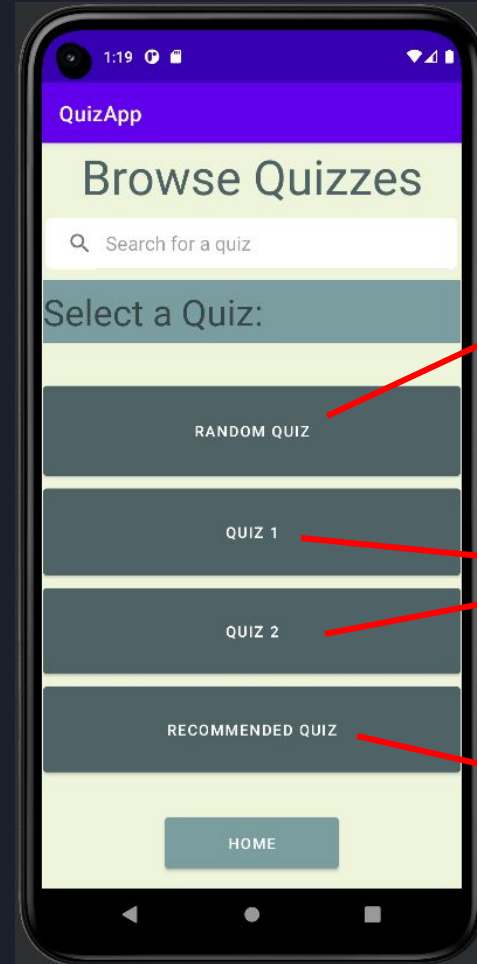 1:19
QuizApp
Browse Quizzes
Search for a quiz
Select a Quiz:
RANDOM QUIZ
QUIZ 1
QUIZ 2
RECOMMENDED QUIZ
HOME